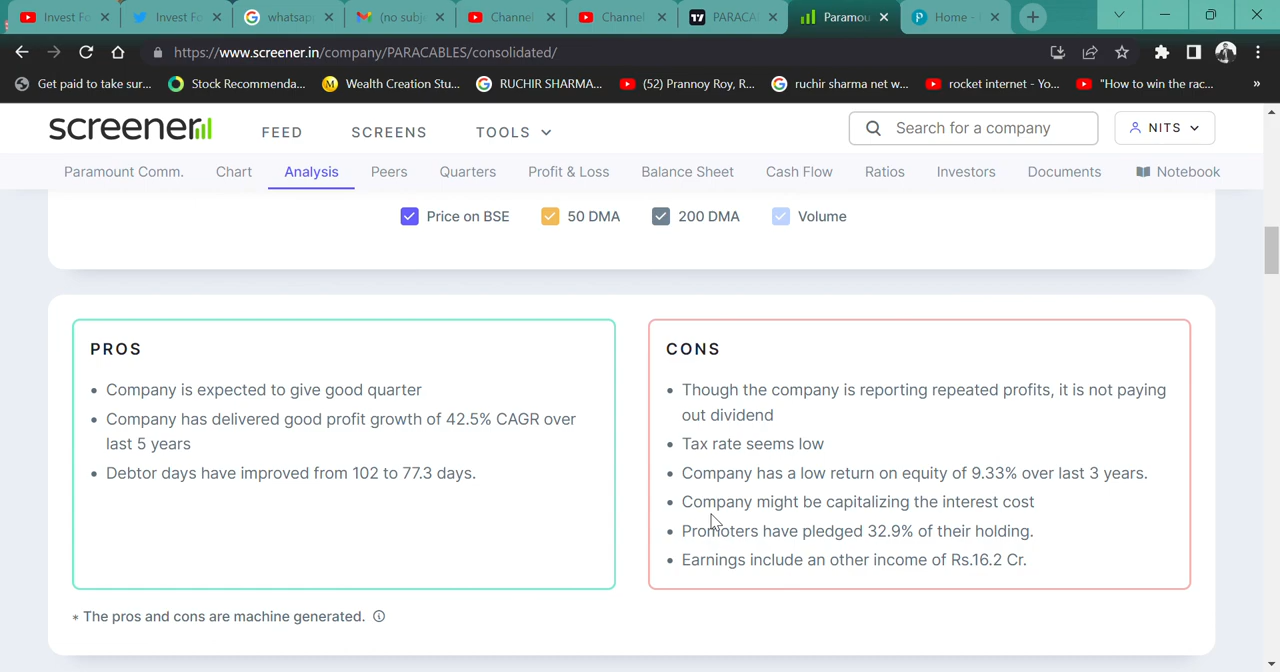 Invest Fo
Invest Fo
whatsap
(no subj
Channel
Channel
PARACA
Paramou
Home -
https://www.screener.in/company/PARACABLES/consolidated/
Get paid to take sur...
Stock Recommenda...
Wealth Creation Stu...
RUCHIR SHARMA...
(52) Prannoy Roy, R...
ruchir sharma net w...
rocket internet - Yo...
"How to win the rac...
»
screener
FEED
SCREENS
TOOLS
Search for a company
NITS
Paramount Comm.
Chart
Analysis
Peers
Quarters
Profit & Loss
Balance Sheet
Cash Flow
Ratios
Investors
Documents
Notebook
Price on BSE
50 DMA
200 DMA
Volume
PROS
• Company is expected to give good quarter
• Company has delivered good profit growth of 42.5% CAGR over
last 5 years
• Debtor days have improved from 102 to 77.3 days.
CONS
• Though the company is reporting repeated profits, it is not paying
out dividend
• Tax rate seems low
• Company has a low return on equity of 9.33% over last 3 years.
• Company might be capitalizing the interest cost
• Promoters have pledged 32.9% of their holding.
• Earnings include an other income of Rs.16.2 Cr.
* The pros and cons are machine generated.